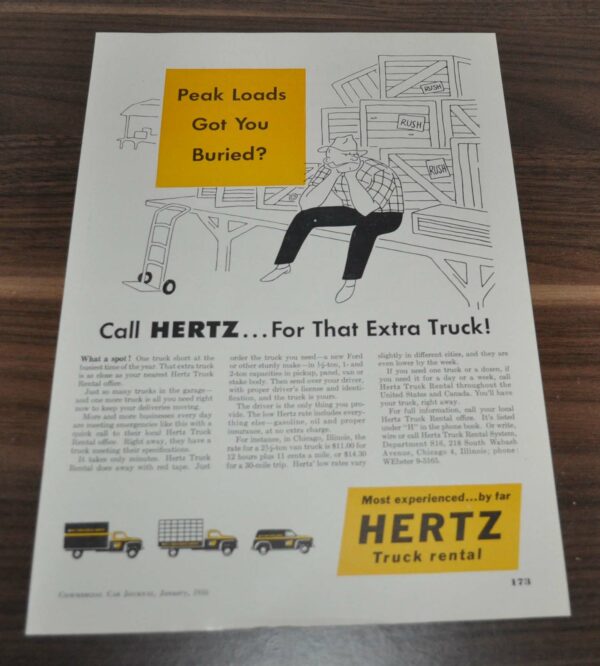 Peak Loads
Got You
Buried?
RUSH
RUSH
RUSH
Call HERTZ...For That Extra Truck!
What a spot! One truck short at the
busiest time of the year. That extra truck
is as close as your nearest Hertz Truck
Rental office.
Just so many trucks in the garage—
and one more truck is all you need right
now to keep your deliveries moving.
More and more businesses every day
are meeting emergencies like this with a
quick call to their local Hertz Truck
Rental office. Right away, they have a
truck meeting their specifications.
It takes only minutes. Hertz Truck
Rental does away with red tape. Just
order the truck you need—a new Ford
or other sturdy make—in ½-ton, 1- and
2-ton capacities in pickup, panel, van or
stake body. Then send over your driver,
with proper driver's license and identi-
fication, and the truck is yours.
The driver is the only thing you pro-
vide. The low Hertz rate includes every-
thing else—gasoline, oil and proper
insurance, at no extra charge.
For instance, in Chicago, Illinois, the
rate for a 2½-ton van truck is $11.00 for
12 hours plus 11 cents a mile, or $14.30
for a 30-mile trip. Hertz' low rates vary
slightly in different cities, and they are
even lower by the week.
If you need one truck or a dozen, if
you need it for a day or a week, call
Hertz Truck Rental throughout the
United States and Canada. You'll have
your truck, right away.
For full information, call your local
Hertz Truck Rental office. It's listed
under "H" in the phone book. Or write,
wire or call Hertz Truck Rental System,
Department S16, 218 South Wabash
Avenue, Chicago 4, Illinois; phone
WEbster 9-5165.
Most experienced...by far
HERTZ
Truck rental
173
Commercial Car Journal, January, 1956